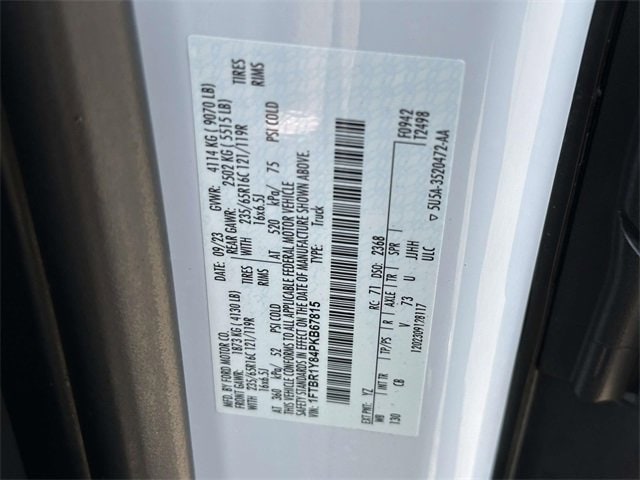 MFD. BY FORD MOTOR CO.
DATE: 09/23 GVWR: 4114 KG ( 9070 LB)
FRONT GAWR: 1873 KG ( 4130 LB) REAR GAWR: 2502 KG ( 5515 LB)
WITH 235/65R16C 121/119R TIRES WITH 235/65R16C 121/119R TIRES
16x6.5J RIMS 16x6.5J RIMS
AT 360 kPa/ 52 PSI COLD AT 520 kPa/ 75 PSI COLD
THIS VEHICLE CONFORMS TO ALL APPLICABLE FEDERAL MOTOR VEHICLE
SAFETY STANDARDS IN EFFECT ON THE DATE OF MANUFACTURE SHOWN ABOVE.
VIN: 1FTBR1Y84PKB67815 TYPE: Truck
F0942
T2498
EXT PNT: YZ RC: 71 DSO: 236B
WB INT TR TP/PS R AXLE TR SPR
130 CB V 73 U JJHH
ULC
1202309128117
▽ 5U5A-3520472-AA